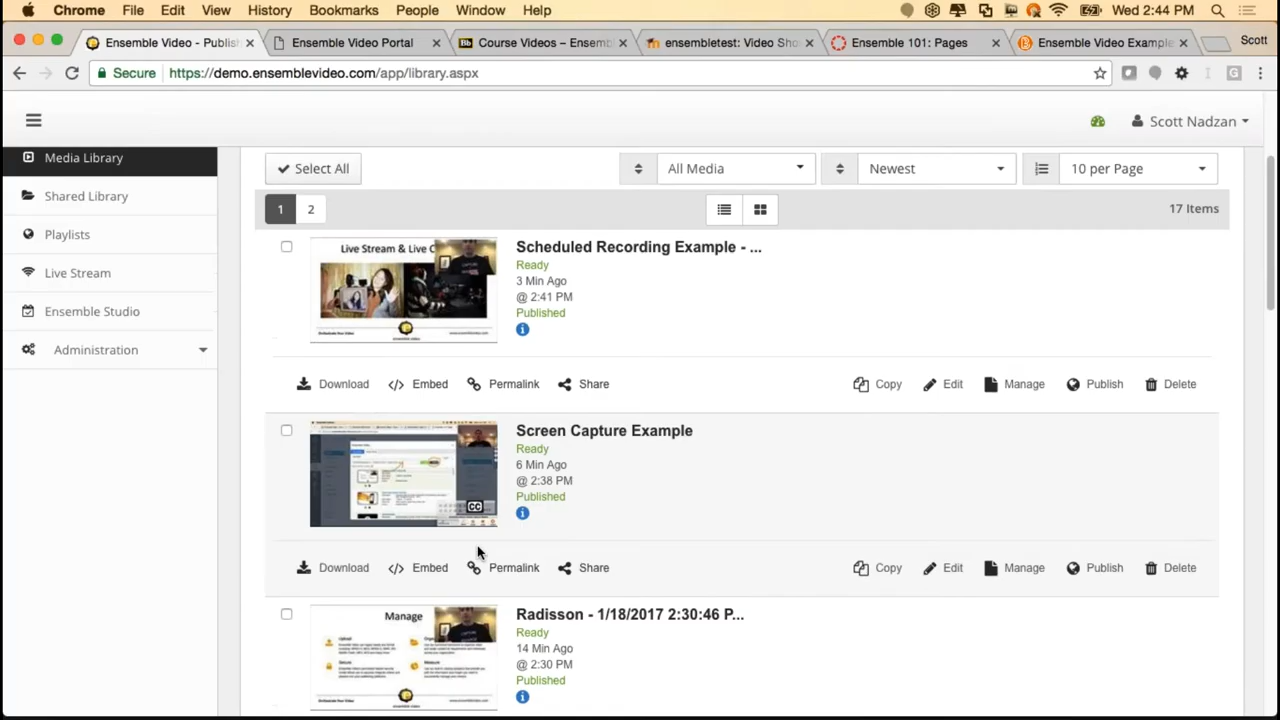 Chrome File Edit View History Bookmarks People Window Help Wed 2:44 PM
Ensemble Video - Publis
Ensemble Video Portal
Course Videos – Ensemb
ensembletest: Video Sho
Ensemble 101: Pages
Ensemble Video Example
Scott
Secure https://demo.ensemblevideo.com/app/library.aspx
Scott Nadzan
Media Library
Shared Library
Playlists
Live Stream
Ensemble Studio
Administration
Select All
All Media
Newest
10 per Page
1 2
17 Items
Live Stream & Live C
Scheduled Recording Example - ...
Ready
3 Min Ago
@ 2:41 PM
Published
Download Embed Permalink Share Copy Edit Manage Publish Delete
CC
Screen Capture Example
Ready
6 Min Ago
@ 2:38 PM
Published
Download Embed Permalink Share Copy Edit Manage Publish Delete
Manage
Radisson - 1/18/2017 2:30:46 P...
Ready
14 Min Ago
@ 2:30 PM
Published